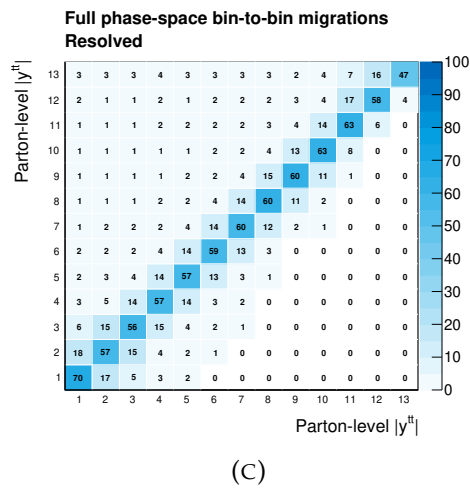 Full phase-space bin-to-bin migrations
Resolved
Parton-level |y^tt|
13 3 3 3 4 3 3 3 3 2 4 7 16 47
12 2 1 1 2 1 2 2 2 3 4 17 58 4
11 1 1 1 1 1 2 2 3 4 14 63 6 0
10 1 1 1 1 1 2 2 4 13 63 8 0 0
9 1 1 1 1 2 2 4 15 60 11 1 0 0
8 1 1 1 2 2 4 14 60 11 2 0 0 0
7 1 1 2 2 4 14 60 12 2 1 0 0 0
6 2 2 2 4 14 59 13 3 0 0 0 0 0
5 2 3 4 14 57 13 3 1 0 0 0 0 0
4 3 5 14 57 14 3 2 0 0 0 0 0 0
3 6 15 56 15 4 2 1 0 0 0 0 0 0
2 18 57 15 4 2 1 0 0 0 0 0 0 0
1 70 17 5 3 2 0 0 0 0 0 0 0 0
1 2 3 4 5 6 7 8 9 10 11 12 13
Parton-level |y^tt|
100
90
80
70
60
50
40
30
20
10
0
(C)